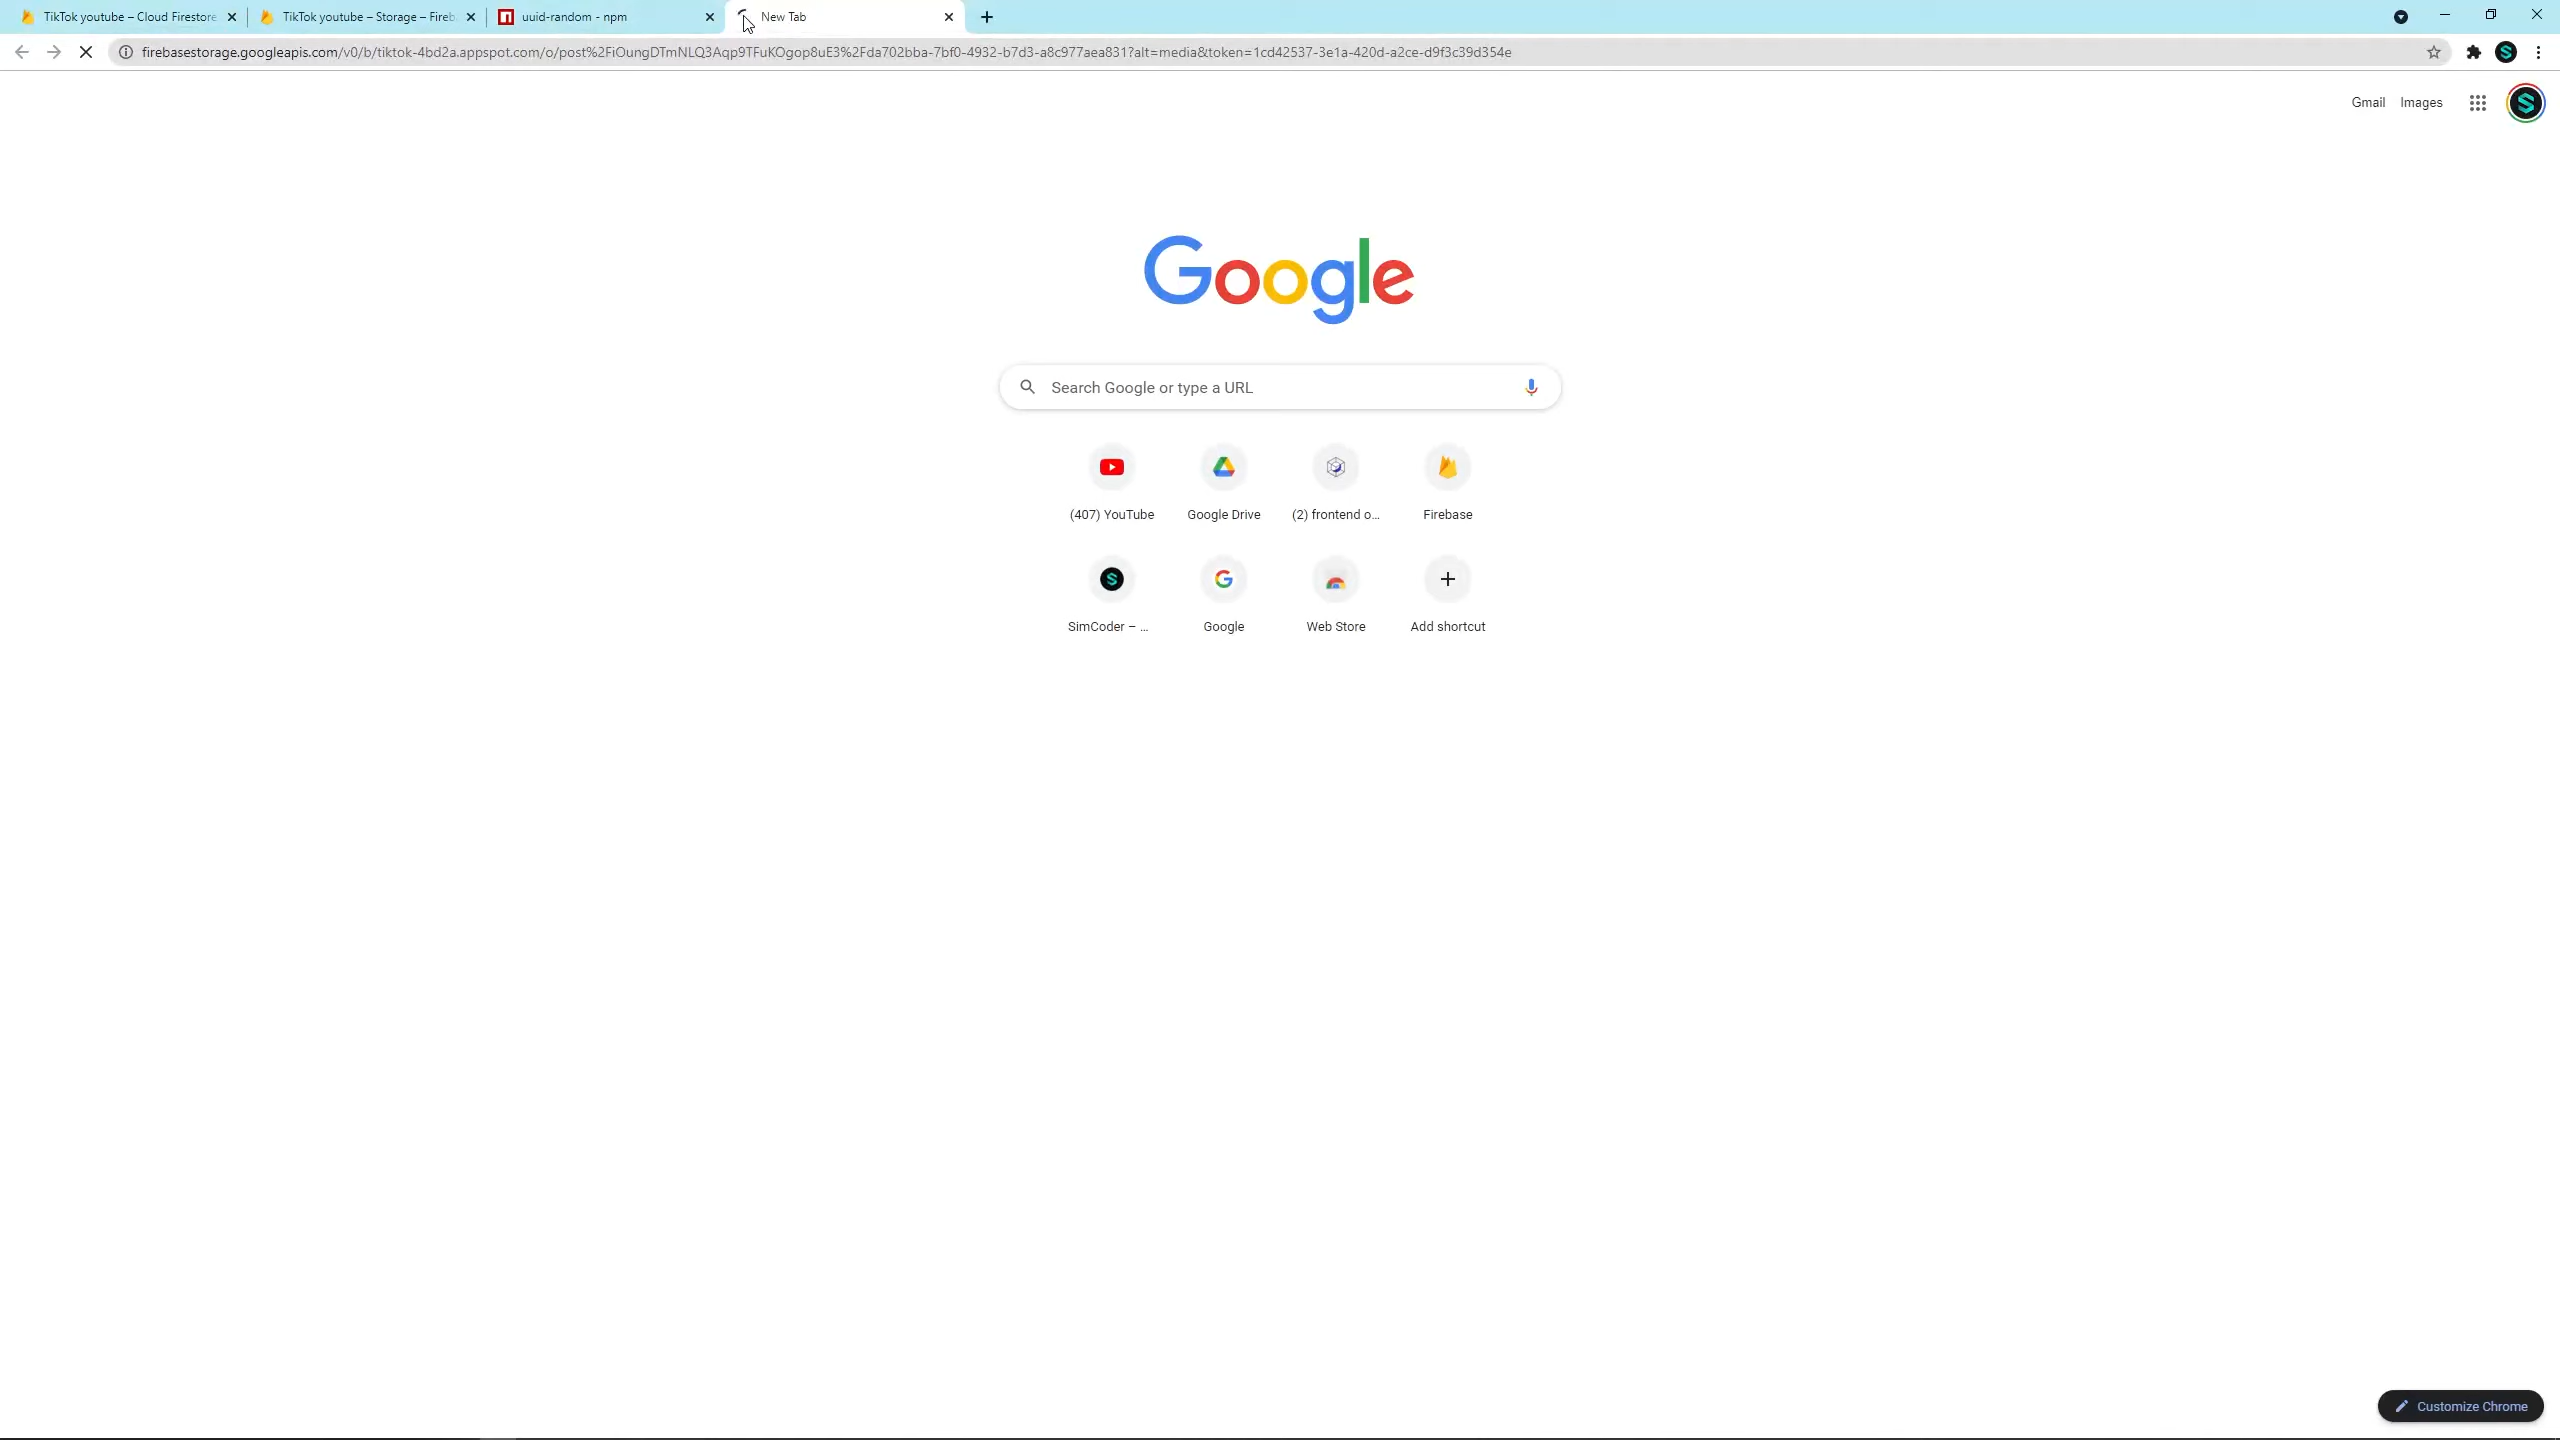 TikTok youtube – Cloud Firestore
TikTok youtube – Storage – Fireb
uuid-random - npm
New Tab
firebasestorage.googleapis.com/v0/b/tiktok-4bd2a.appspot.com/o/post%2FiOungDTmNLQ3Aqp9TFuKOgop8uE3%2Fda702bba-7bf0-4932-b7d3-a8c977aea831?alt=media&token=1cd42537-3e1a-420d-a2ce-d9f3c39d354e
Gmail Images
Google
Search Google or type a URL
(407) YouTube Google Drive (2) frontend o... Firebase
SimCoder – ... Google Web Store Add shortcut
Customize Chrome